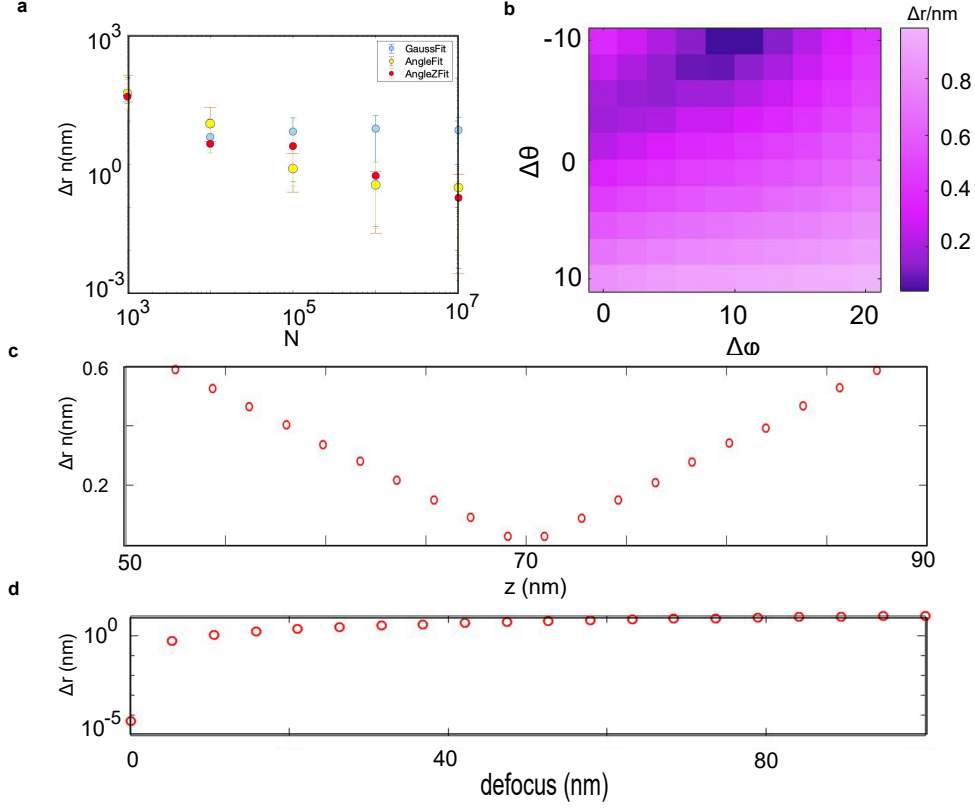 a
10³
GaussFit
AngleFit
AngleZFit
Δr n(nm)
10⁰
10⁻³
10³
10⁵
10⁷
N
b
Δr/nm
-10
0
10
Δθ
0
10
20
Δφ
0.8
0.6
0.4
0.2
c
0.6
0.2
Δr n(nm)
50
70
90
z (nm)
d
10⁰
10⁻⁵
Δr (nm)
0
40
80
defocus (nm)